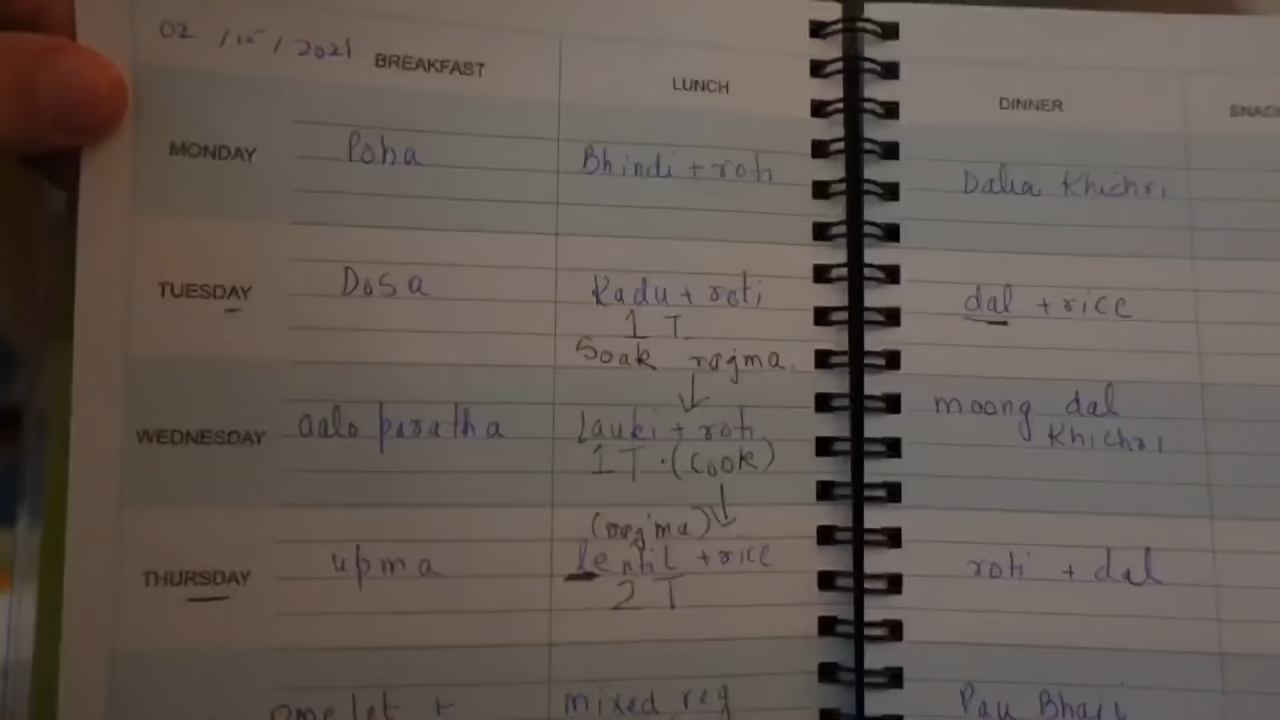 02 /15/ 2021
BREAKFAST LUNCH DINNER
MONDAY Poha Bhindi + roti Dalia Khichri
TUESDAY Dosa Kadu + roti dal + rice
1 T
Soak rajma
WEDNESDAY aalo paratha Lauki + roti moong dal
Khichri
1 T (Cook)
(rajma)
THURSDAY upma Lentil + rice roti + dal
2 T
omelet + mixed veg Pau Bhaji